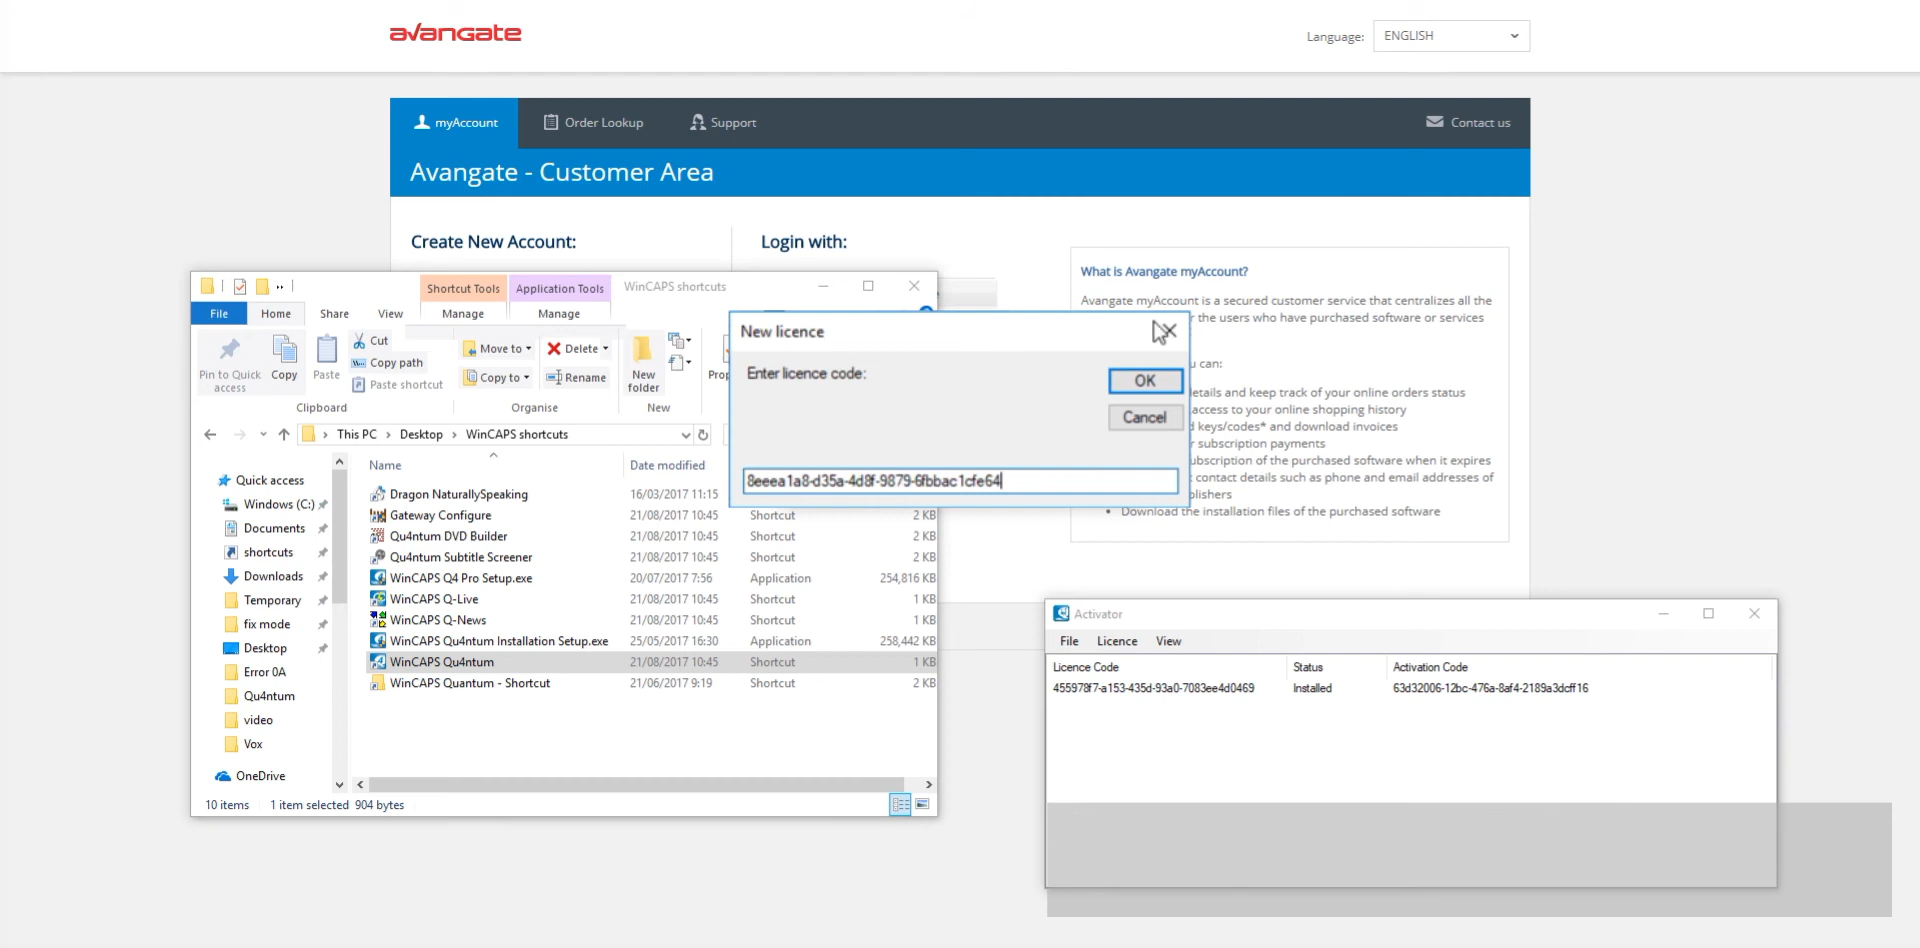 avangate
Language: ENGLISH
myAccount Order Lookup Support Contact us
Avangate - Customer Area
Create New Account: Login with:
What is Avangate myAccount?
Avangate myAccount is a secured customer service that centralizes all the
r the users who have purchased software or services
u can:
etails and keep track of your online orders status
access to your online shopping history
d keys/codes* and download invoices
r subscription payments
ubscription of the purchased software when it expires
t contact details such as phone and email addresses of
blishers
• Download the installation files of the purchased software
Shortcut Tools Application Tools WinCAPS shortcuts
File Home Share View Manage Manage
Pin to Quick access
Copy
Paste
Cut
Copy path
Paste shortcut
Move to
Copy to
Delete
Rename
New folder
Prop
Clipboard Organise New
This PC > Desktop > WinCAPS shortcuts
Quick access
Windows (C:)
Documents
shortcuts
Downloads
Temporary
fix mode
Desktop
Error 0A
Qu4ntum
video
Vox
OneDrive
Name Date modified
Dragon NaturallySpeaking 16/03/2017 11:15
Gateway Configure 21/08/2017 10:45 Shortcut 2 KB
Qu4ntum DVD Builder 21/08/2017 10:45 Shortcut 2 KB
Qu4ntum Subtitle Screener 21/08/2017 10:45 Shortcut 2 KB
WinCAPS Q4 Pro Setup.exe 20/07/2017 7:56 Application 254,816 KB
WinCAPS Q-Live 21/08/2017 10:45 Shortcut 1 KB
WinCAPS Q-News 21/08/2017 10:45 Shortcut 1 KB
WinCAPS Qu4ntum Installation Setup.exe 25/05/2017 16:30 Application 258,442 KB
WinCAPS Qu4ntum 21/08/2017 10:45 Shortcut 1 KB
WinCAPS Quantum - Shortcut 21/06/2017 9:19 Shortcut 2 KB
10 items 1 item selected 904 bytes
New licence
Enter licence code:
OK
Cancel
8eeea1a8-d35a-4d8f-9879-6fbbac1cfe64
Activator
File Licence View
Licence Code Status Activation Code
455978f7-a153-435d-93a0-7083ee4d0469 Installed 63d32006-12bc-476a-8af4-2189a3dcff16